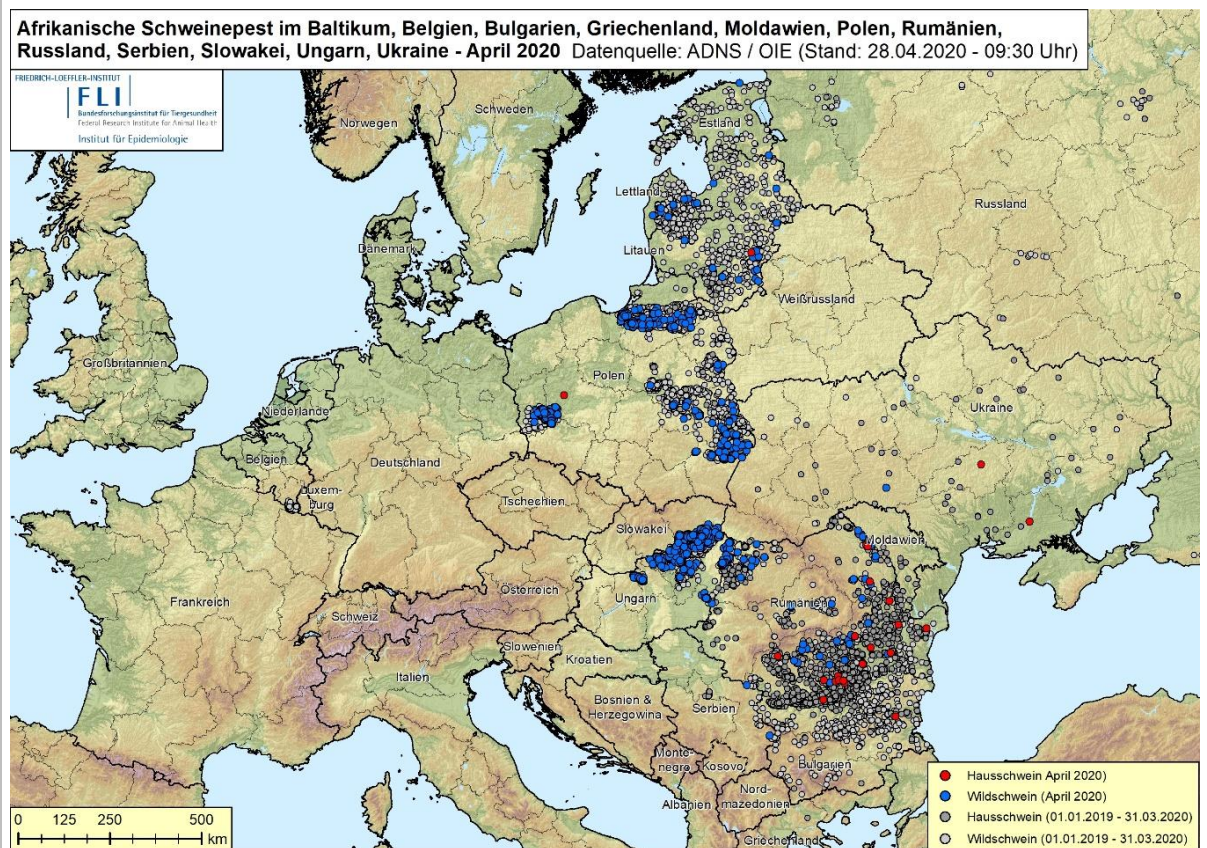 Afrikanische Schweinepest im Baltikum, Belgien, Bulgarien, Griechenland, Moldawien, Polen, Rumänien,
Russland, Serbien, Slowakei, Ungarn, Ukraine - April 2020 Datenquelle: ADNS / OIE (Stand: 28.04.2020 - 09:30 Uhr)
FRIEDRICH-LOEFFLER-INSTITUT
FLI
Bundesforschungsinstitut für Tiergesundheit
Federal Research Institute for Animal Health
Institut für Epidemiologie
Norwegen
Schweden
Estland
Lettland
Russland
Dänemark
Litauen
Weißrussland
Großbritannien
Polen
Niederlande
Ukraine
Belgien
Deutschland
Luxem-
burg
Tschechien
Slowakei
Moldawien
Frankreich
Österreich
Ungarn
Rumänien
Schweiz
Slowenien
Kroatien
Italien
Bosnien &
Herzegowina
Serbien
Monte-
negro
Kosovo
Bulgarien
Nord-
mazedonien
Albanien
Griechenland
0 125 250 500
km
Hausschwein April 2020)
Wildschwein (April 2020)
Hausschwein (01.01.2019 - 31.03.2020)
Wildschwein (01.01.2019 - 31.03.2020)